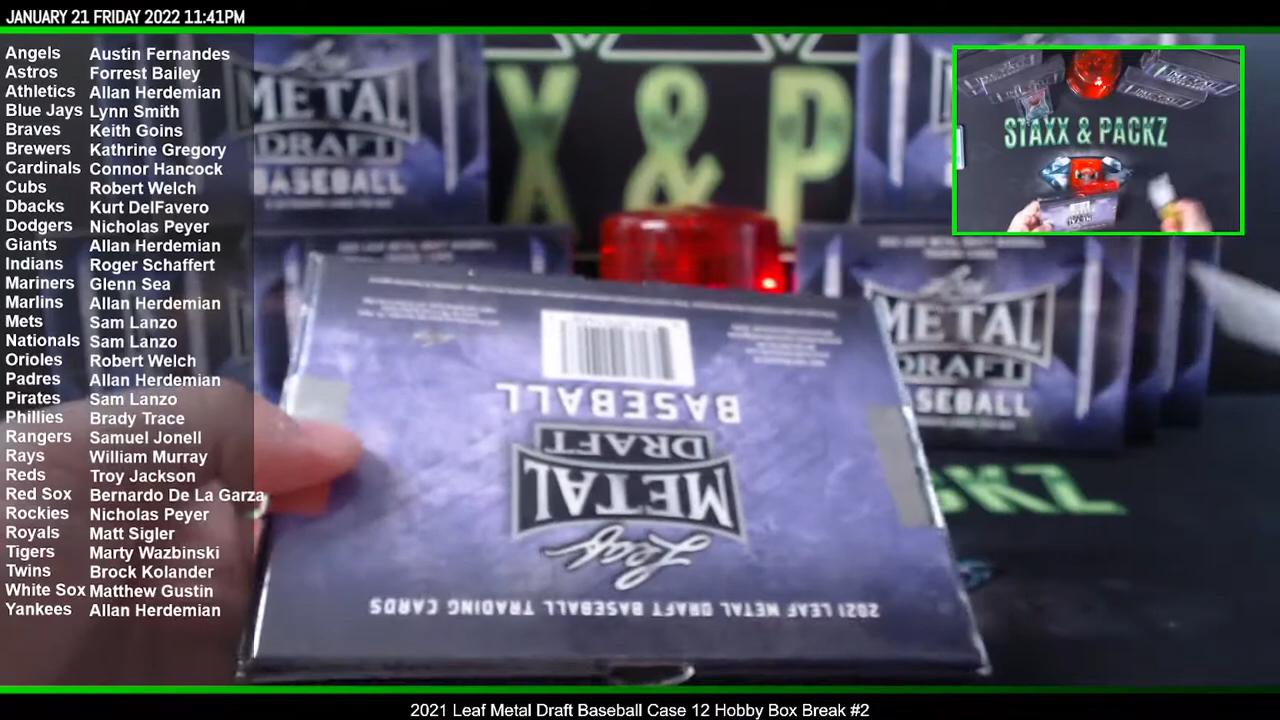 JANUARY 21 FRIDAY 2022 11:41PM
Angels Austin Fernandes
Astros Forrest Bailey
Athletics Allan Herdemian
Blue Jays Lynn Smith
Braves Keith Goins
Brewers Kathrine Gregory
Cardinals Connor Hancock
Cubs Robert Welch
Dbacks Kurt DelFavero
Dodgers Nicholas Peyer
Giants Allan Herdemian
Indians Roger Schaffert
Mariners Glenn Sea
Marlins Allan Herdemian
Mets Sam Lanzo
Nationals Sam Lanzo
Orioles Robert Welch
Padres Allan Herdemian
Pirates Sam Lanzo
Phillies Brady Trace
Rangers Samuel Jonell
Rays William Murray
Reds Troy Jackson
Red Sox Bernardo De La Garza
Rockies Nicholas Peyer
Royals Matt Sigler
Tigers Marty Wazbinski
Twins Brock Kolander
White Sox Matthew Gustin
Yankees Allan Herdemian
Leaf
METAL
DRAFT
BASEBALL
X & P
STAXX & PACKZ
Leaf
METAL
DRAFT
BASEBALL
CKZ
2021 LEAF METAL DRAFT BASEBALL TRADING CARDS
Leaf
METAL
DRAFT
BASEBALL
2021 Leaf Metal Draft Baseball Case 12 Hobby Box Break #2